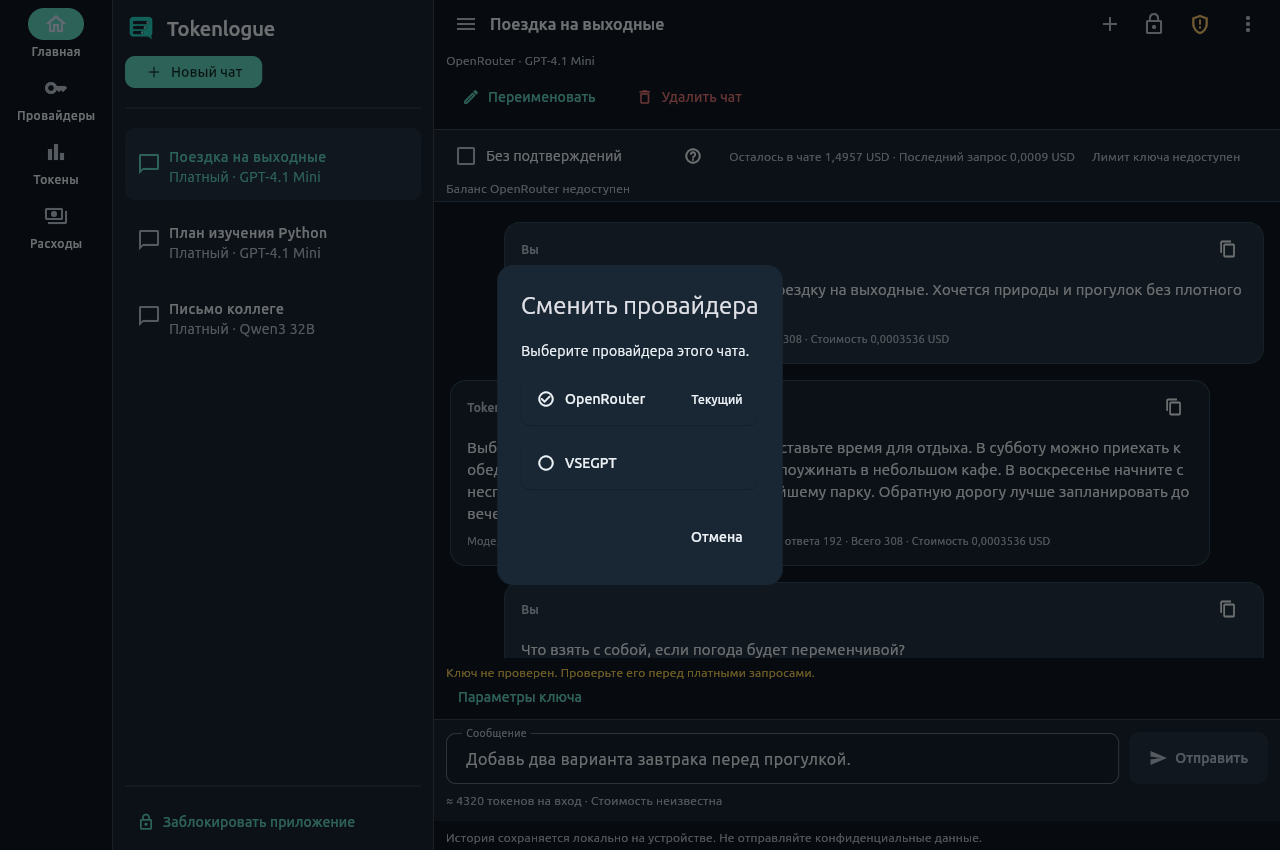 Главная
Провайдеры
Токены
Расходы
Tokenlogue
Новый чат
Поездка на выходные
Платный · GPT-4.1 Mini
План изучения Python
Платный · GPT-4.1 Mini
Письмо коллеге
Платный · Qwen3 32B
Заблокировать приложение
Поездка на выходные
OpenRouter · GPT-4.1 Mini
Переименовать
Удалить чат
Без подтверждений
Осталось в чате 1,4957 USD · Последний запрос 0,0009 USD
Лимит ключа недоступен
Баланс OpenRouter недоступен
Вы
на выходные. Хочется природы и прогулок без плотного
308 · Стоимость 0,0003536 USD
Сменить провайдера
Выберите провайдера этого чата.
OpenRouter
Текущий
VSEGPT
Отмена
время для отдыха. В субботу можно приехать к
поужинать в небольшом кафе. В воскресенье начните с
парку. Обратную дорогу лучше запланировать до
ответа 192 · Всего 308 · Стоимость 0,0003536 USD
Вы
Что взять с собой, если погода будет переменчивой?
Ключ не проверен. Проверьте его перед платными запросами.
Параметры ключа
Сообщение
Добавь два варианта завтрака перед прогулкой.
Отправить
≈ 4320 токенов на вход · Стоимость неизвестна
История сохраняется локально на устройстве. Не отправляйте конфиденциальные данные.